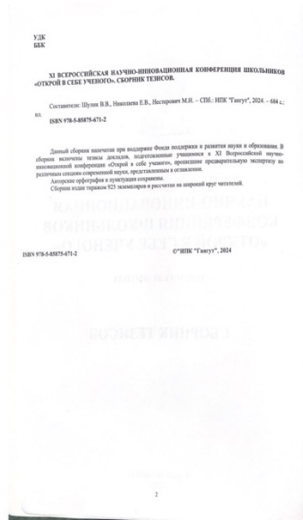 УДК
ББК
XI ВСЕРОССИЙСКАЯ НАУЧНО-ИННОВАЦИОННАЯ КОНФЕРЕНЦИЯ ШКОЛЬНИКОВ
«ОТКРОЙ В СЕБЕ УЧЕНОГО». СБОРНИК ТЕЗИСОВ.
Составители: Шулик В.В., Николаева Е.В., Нестерович М.Н. – СПб.: ИПК "Гангут", 2024. – 684 с.;
ил.
ISBN 978-5-85875-671-2
Данный сборник напечатан при поддержке Фонда поддержки и развития науки и образования. В
сборник включены тезисы докладов, подготовленные учащимися к XI Всероссийской научно-
инновационной конференции «Открой в себе ученого», прошедшие предварительную экспертизу по
различным секциям современной науки, представленным в оглавлении.
Авторские орфография и пунктуация сохранены.
Сборник издан тиражом 925 экземпляров и рассчитан на широкий круг читателей.
ISBN 978-5-85875-671-2 ©"ИПК "Гангут", 2024
2